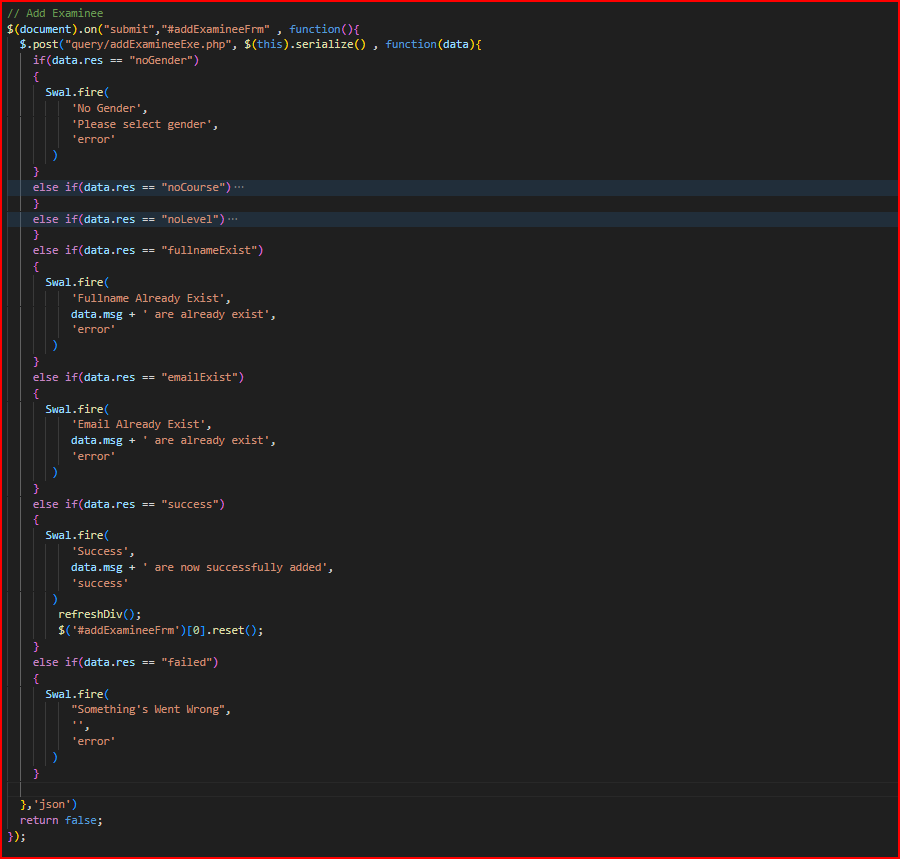 // Add Examinee
$(document).on("submit","#addExamineeFrm" , function(){
  $.post("query/addExamineeExe.php", $(this).serialize() , function(data){
    if(data.res == "noGender")
    {
      Swal.fire(
          'No Gender',
          'Please select gender',
          'error'
       )
    }
    else if(data.res == "noCourse")···
    }
    else if(data.res == "noLevel")···
    }
    else if(data.res == "fullnameExist")
    {
      Swal.fire(
          'Fullname Already Exist',
          data.msg + ' are already exist',
          'error'
       )
    }
    else if(data.res == "emailExist")
    {
      Swal.fire(
          'Email Already Exist',
          data.msg + ' are already exist',
          'error'
       )
    }
    else if(data.res == "success")
    {
      Swal.fire(
          'Success',
          data.msg + ' are now successfully added',
          'success'
       )
        refreshDiv();
        $('#addExamineeFrm')[0].reset();
    }
    else if(data.res == "failed")
    {
      Swal.fire(
          "Something's Went Wrong",
          '',
          'error'
       )
    }
  },'json')
  return false;
});